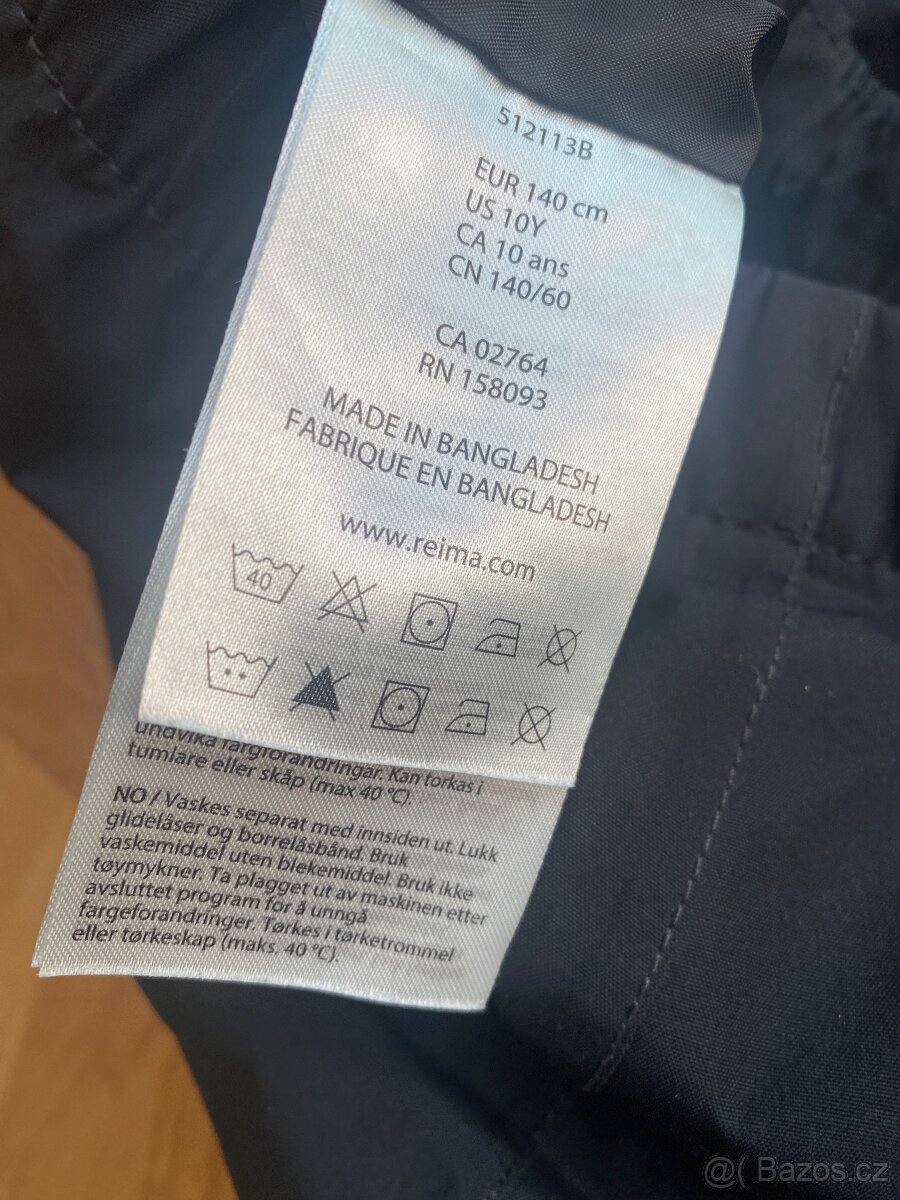 512113B
EUR 140 cm
US 10Y
CA 10 ans
CN 140/60
CA 02764
RN 158093
MADE IN BANGLADESH
FABRIQUE EN BANGLADESH
www.reima.com
40
undvika färgförändringar. Kan torkas i
tumlare eller skåp (max 40 °C).
NO / Vaskes separat med innsiden ut. Lukk
glidelåser og borrelåsbånd. Bruk
vaskemiddel uten blekemiddel. Bruk ikke
tøymykner. Ta plagget ut av maskinen etter
avsluttet program for å unngå
fargeforandringer. Tørkes i tørketrommel
eller tørkeskap (maks. 40 °C).
@( Bazos.cz